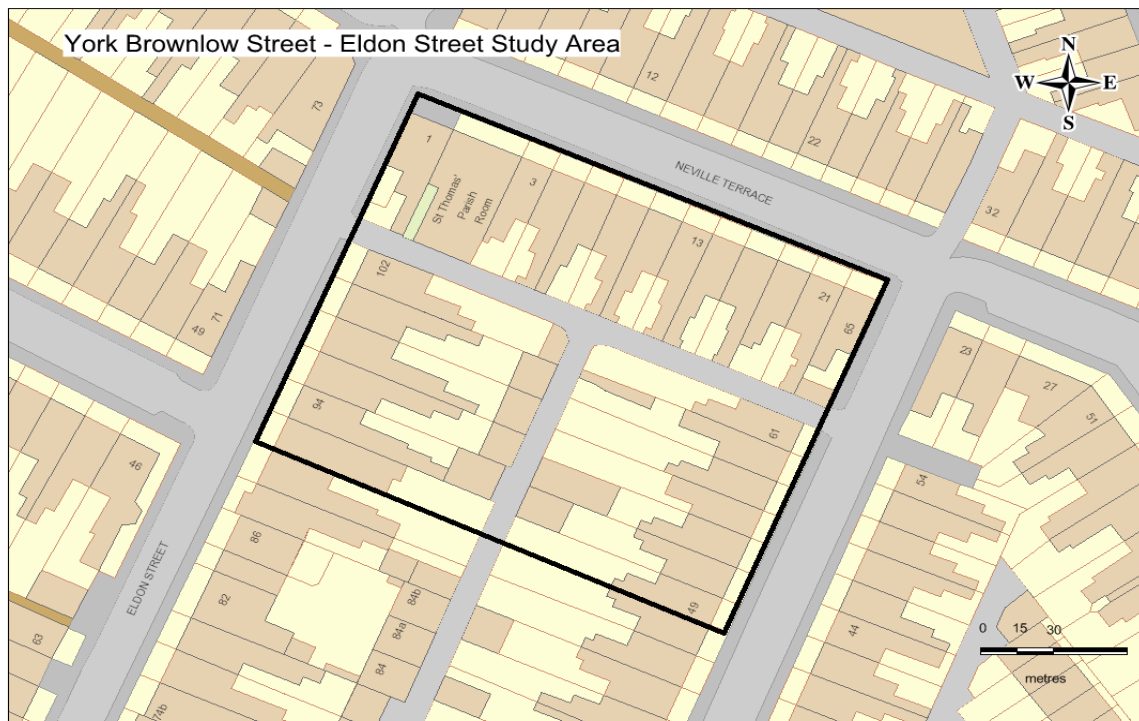 York Brownlow Street - Eldon Street Study Area
N
W E
S
73
12
22
32
NEVILLE TERRACE
1
St Thomas'
Parish
Room
3
13
21
65
102
94
61
49
49
71
46
86
82
84b
84a
84
74b
63
ELDON STREET
23
27
51
54
44
0 15 30
metres